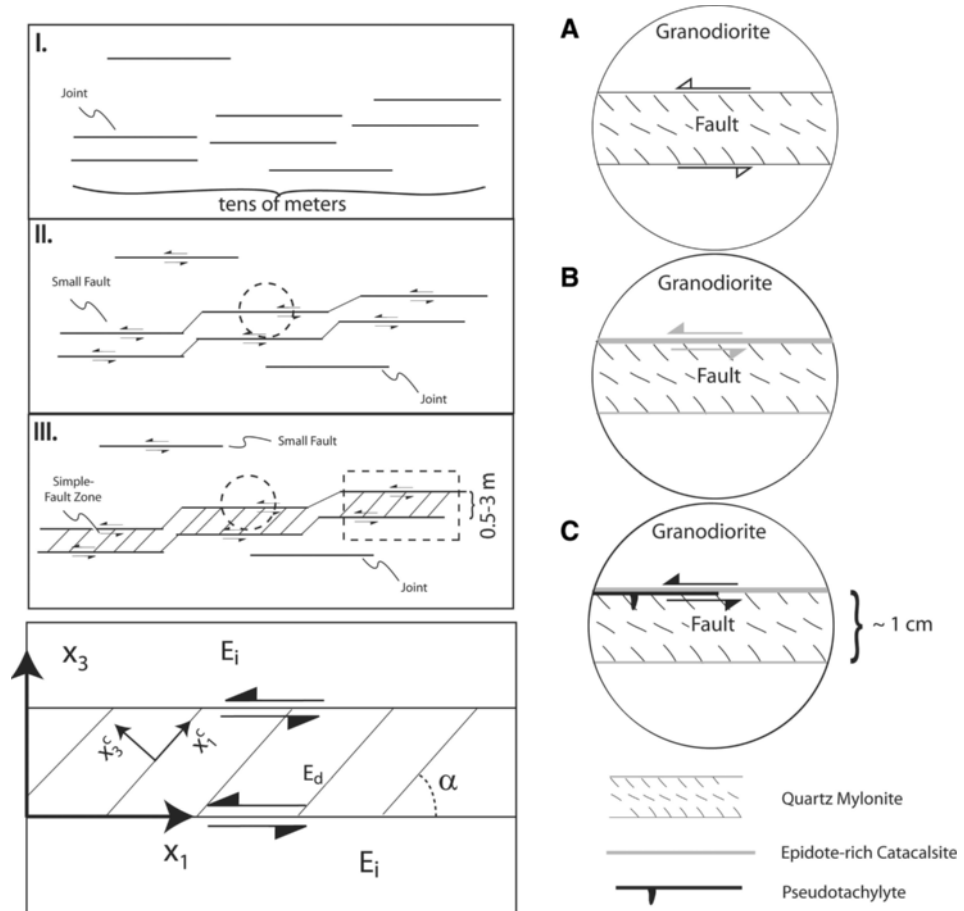 I.
Joint
tens of meters
II.
Small Fault
Joint
III.
Small Fault
Simple-
Fault Zone
0.5-3 m
Joint
x3
Ei
x3c
x1c
Ed
α
x1
Ei
A
Granodiorite
Fault
B
Granodiorite
Fault
C
Granodiorite
Fault
~ 1 cm
Quartz Mylonite
Epidote-rich Catacalsite
Pseudotachylyte